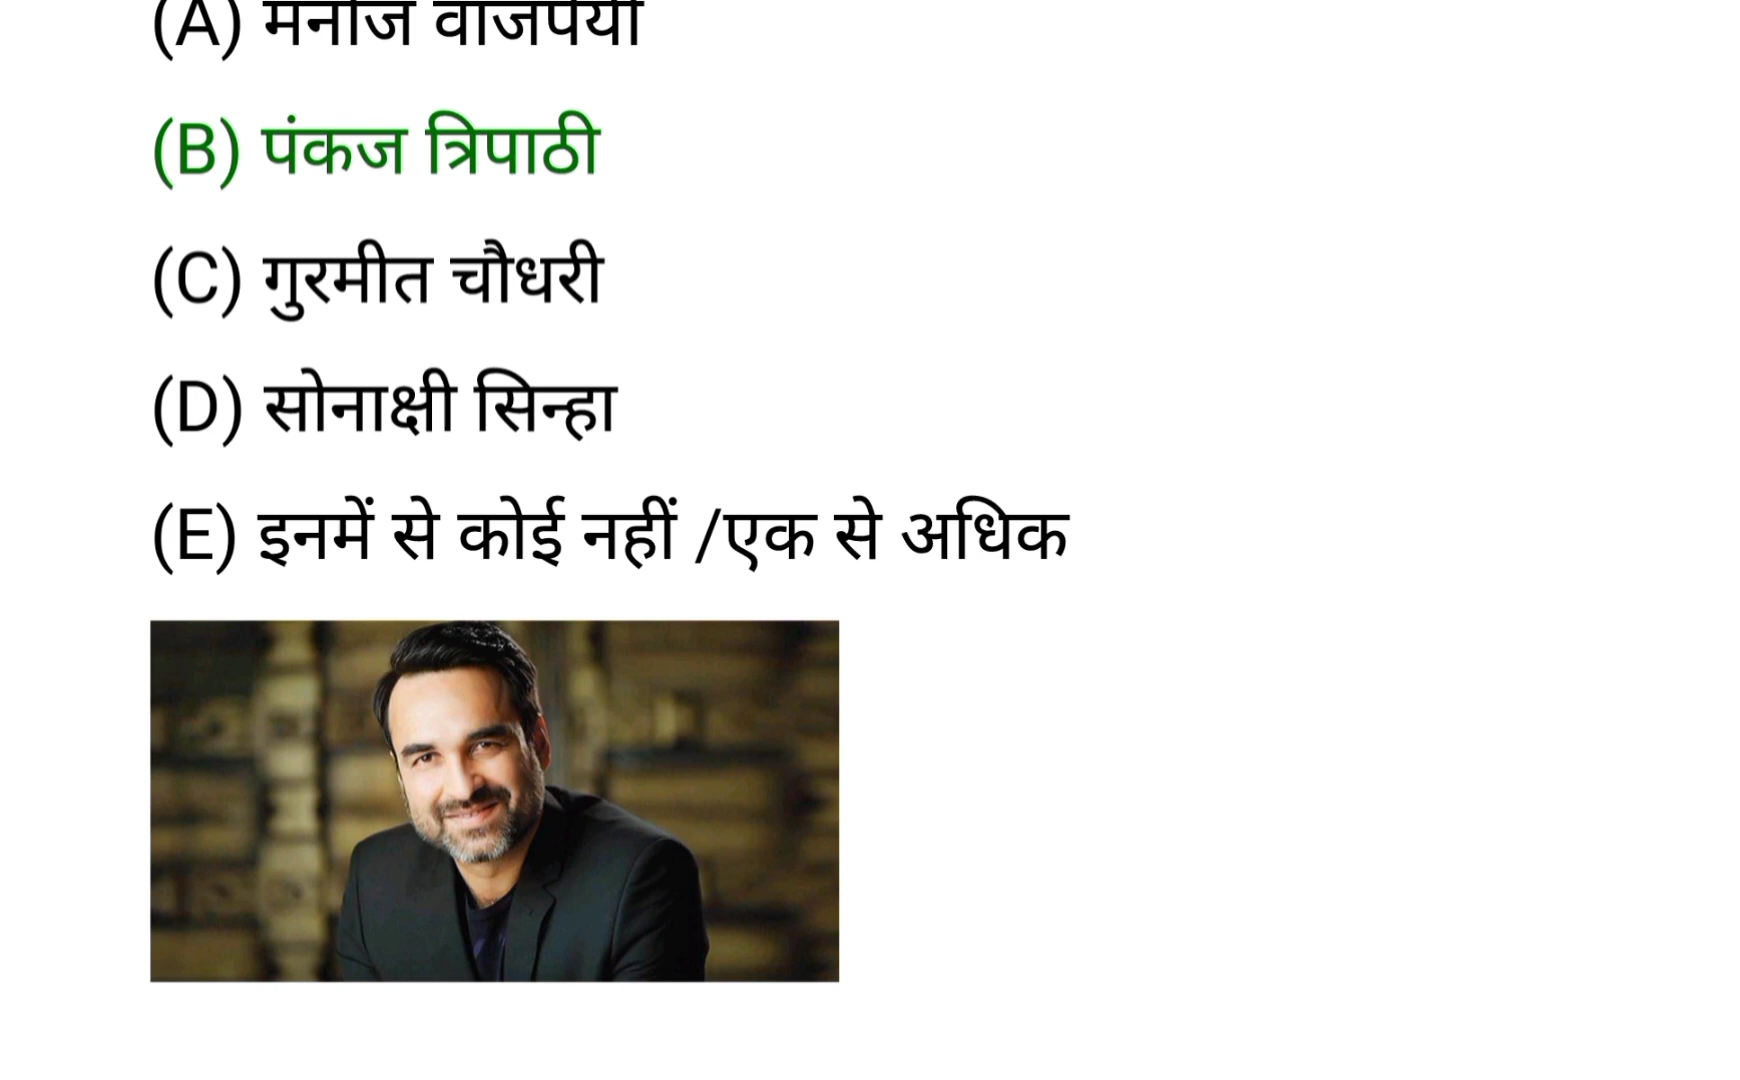 (A) मनोज वाजपेयी
(B) पंकज त्रिपाठी
(C) गुरमीत चौधरी
(D) सोनाक्षी सिन्हा
(E) इनमें से कोई नहीं /एक से अधिक